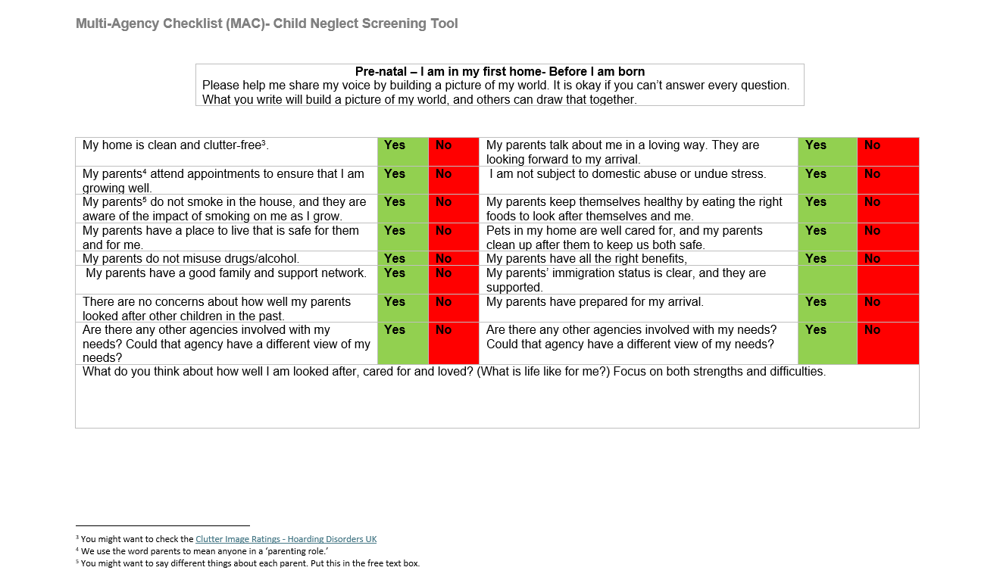 Multi-Agency Checklist (MAC)- Child Neglect Screening Tool
Pre-natal – I am in my first home- Before I am born
Please help me share my voice by building a picture of my world. It is okay if you can't answer every question.
What you write will build a picture of my world, and others can draw that together.
My home is clean and clutter-free³. Yes No My parents talk about me in a loving way. They are Yes No
looking forward to my arrival.
My parents⁴ attend appointments to ensure that I am Yes No I am not subject to domestic abuse or undue stress. Yes No
growing well.
My parents⁵ do not smoke in the house, and they are Yes No My parents keep themselves healthy by eating the right Yes No
aware of the impact of smoking on me as I grow. foods to look after themselves and me.
My parents have a place to live that is safe for them Yes No Pets in my home are well cared for, and my parents Yes No
and for me. clean up after them to keep us both safe.
My parents do not misuse drugs/alcohol. Yes No My parents have all the right benefits, Yes No
My parents have a good family and support network. Yes No My parents' immigration status is clear, and they are
supported.
There are no concerns about how well my parents Yes No My parents have prepared for my arrival. Yes No
looked after other children in the past.
Are there any other agencies involved with my Yes No Are there any other agencies involved with my needs? Yes No
needs? Could that agency have a different view of my Could that agency have a different view of my needs?
needs?
What do you think about how well I am looked after, cared for and loved? (What is life like for me?) Focus on both strengths and difficulties.
³ You might want to check the Clutter Image Ratings - Hoarding Disorders UK
⁴ We use the word parents to mean anyone in a 'parenting role.'
⁵ You might want to say different things about each parent. Put this in the free text box.